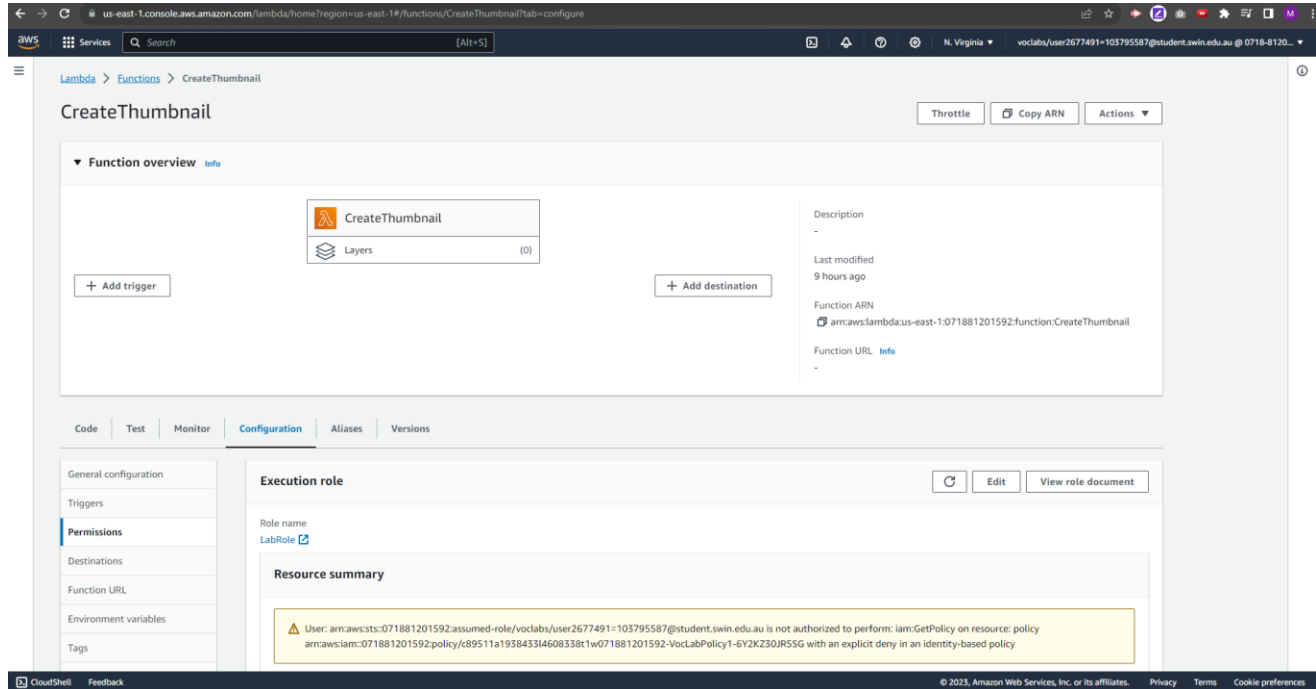 us-east-1.console.aws.amazon.com/lambda/home?region=us-east-1#/functions/CreateThumbnail?tab=configure
M
aws
Services
Search
[Alt+S]
N. Virginia
voclabs/user2677491=103795587@student.swin.edu.au @ 0718-8120...
Lambda > Functions > CreateThumbnail
CreateThumbnail
Throttle
Copy ARN
Actions
Function overview Info
CreateThumbnail
Layers (0)
+ Add trigger
+ Add destination
Description
-
Last modified
9 hours ago
Function ARN
arn:aws:lambda:us-east-1:071881201592:function:CreateThumbnail
Function URL Info
-
Code
Test
Monitor
Configuration
Aliases
Versions
General configuration
Triggers
Permissions
Destinations
Function URL
Environment variables
Tags
Execution role
Edit
View role document
Role name
LabRole
Resource summary
User: arn:aws:sts::071881201592:assumed-role/voclabs/user2677491=103795587@student.swin.edu.au is not authorized to perform: iam:GetPolicy on resource: policy
arn:aws:iam::071881201592:policy/c89511a1938433l4608338t1w071881201592-VocLabPolicy1-6Y2KZ30JR5SG with an explicit deny in an identity-based policy
CloudShell
Feedback
© 2023, Amazon Web Services, Inc. or its affiliates.
Privacy
Terms
Cookie preferences